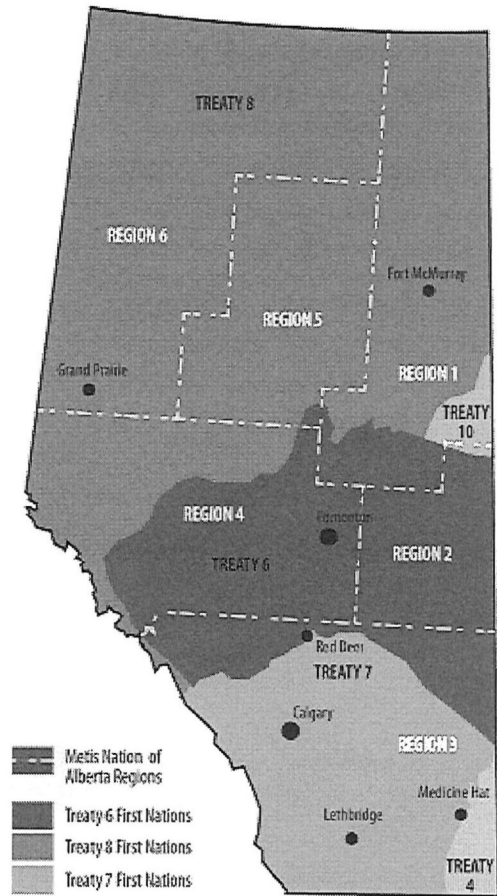 TREATY 8
REGION 6
Fort McMurray
REGION 5
Grand Prairie
REGION 1
TREATY
10
REGION 4
Edmonton
REGION 2
TREATY 6
Red Deer
TREATY 7
Calgary
REGION 3
Metis Nation of
Alberta Regions
Medicine Hat
Treaty 6 First Nations
Lethbridge
Treaty 8 First Nations
TREATY
4
Treaty 7 First Nations